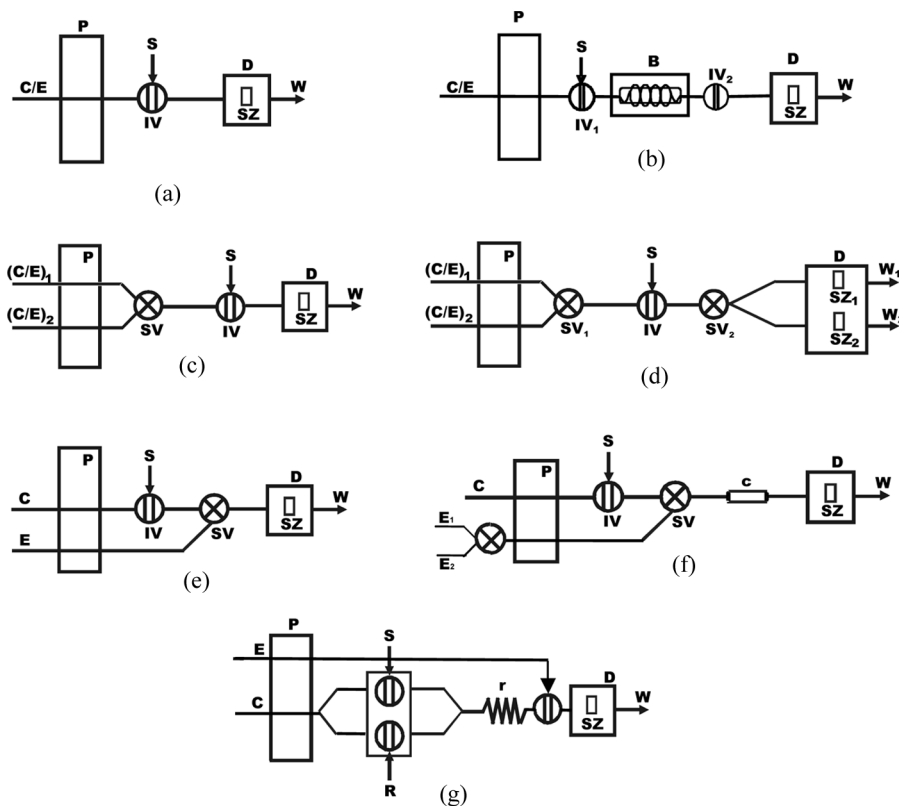 P
S
D
C/E
IV
SZ
W
(a)
P
S
B
IV₂
D
C/E
IV₁
SZ
W
(b)
(C/E)₁
P
S
D
(C/E)₂
SV
IV
SZ
W
(c)
(C/E)₁
P
S
D
W₁
SZ₁
(C/E)₂
SV₁
IV
SV₂
SZ₂
(d)
P
S
D
C
IV
SV
SZ
W
E
(e)
S
P
C
c
D
W
E₁
IV
SV
SZ
E₂
(f)
P
S
E
r
D
C
SZ
W
R
(g)